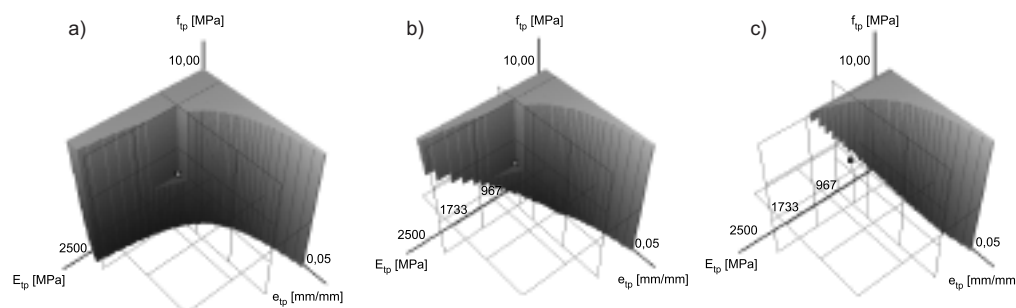 a)
f_tp [MPa]
10,00
2500
E_tp [MPa]
0,05
e_tp [mm/mm]
b)
f_tp [MPa]
10,00
967
1733
2500
E_tp [MPa]
0,05
e_tp [mm/mm]
c)
f_tp [MPa]
10,00
967
1733
2500
E_tp [MPa]
0,05
e_tp [mm/mm]